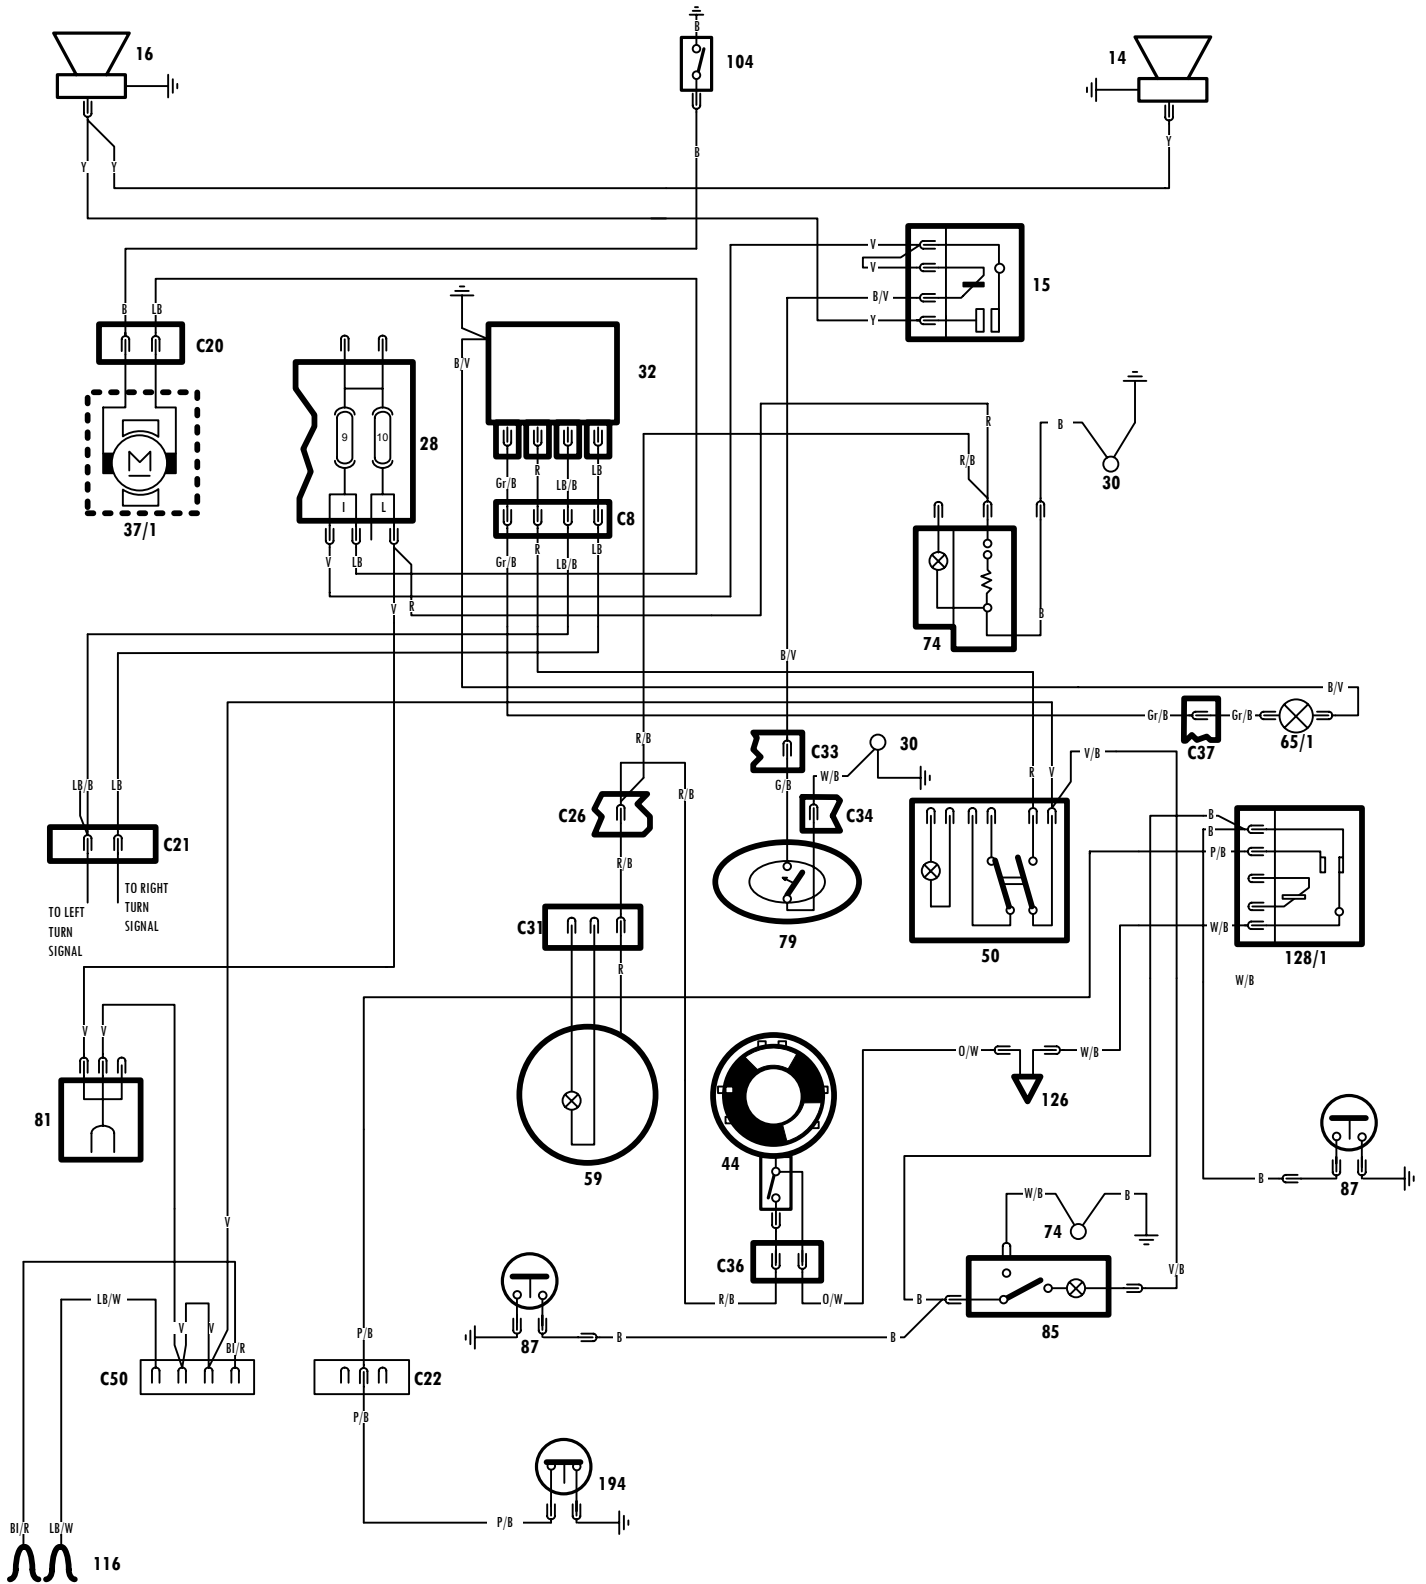 B
16
104
14
B
Y
Y
Y
V
V
15
B/V
Y
B
LB
C20
B/V
32
28
9
10
R
B
R/B
30
I
L
37/1
Gr/B
R
LB/B
LB
C8
Gr/B
R
LB/B
LB
V
LB
V
R
B
74
B/V
B/V
Gr/B
Gr/B
C37
65/1
R/B
C33
30
G/B
W/B
R/B
V/B
R
V
LB/B
LB
C26
C34
B
B
C21
P/B
R/B
TO LEFT
TURN
SIGNAL
TO RIGHT
TURN
SIGNAL
C31
W/B
79
50
128/1
R
W/B
V
V
O/W
W/B
81
126
44
59
87
B
V
W/B
B
74
C36
V/B
LB/W
R/B
O/W
B
V
V
BI/R
P/B
87
B
B
85
C50
C22
P/B
194
P/B
BI/R
LB/W
116